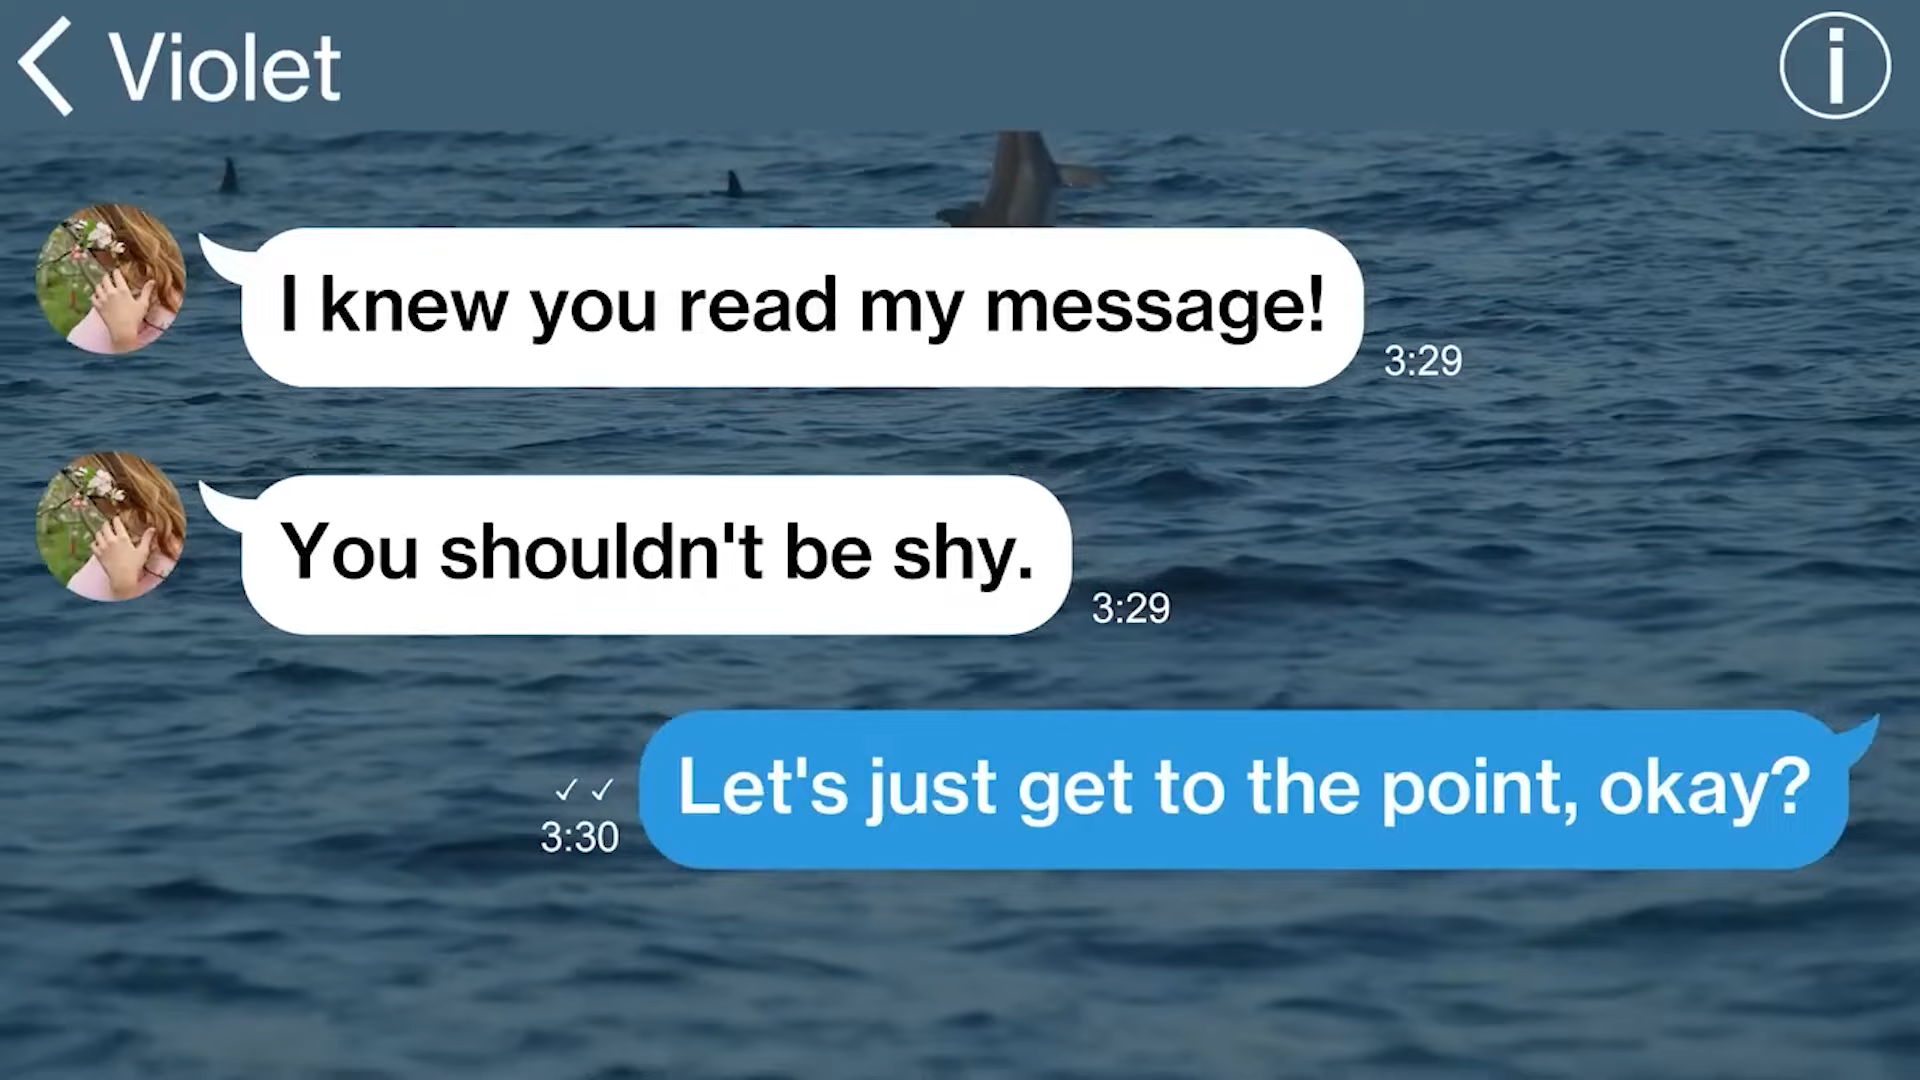 Violet
I knew you read my message!
3:29
You shouldn't be shy.
3:29
Let's just get to the point, okay?
3:30